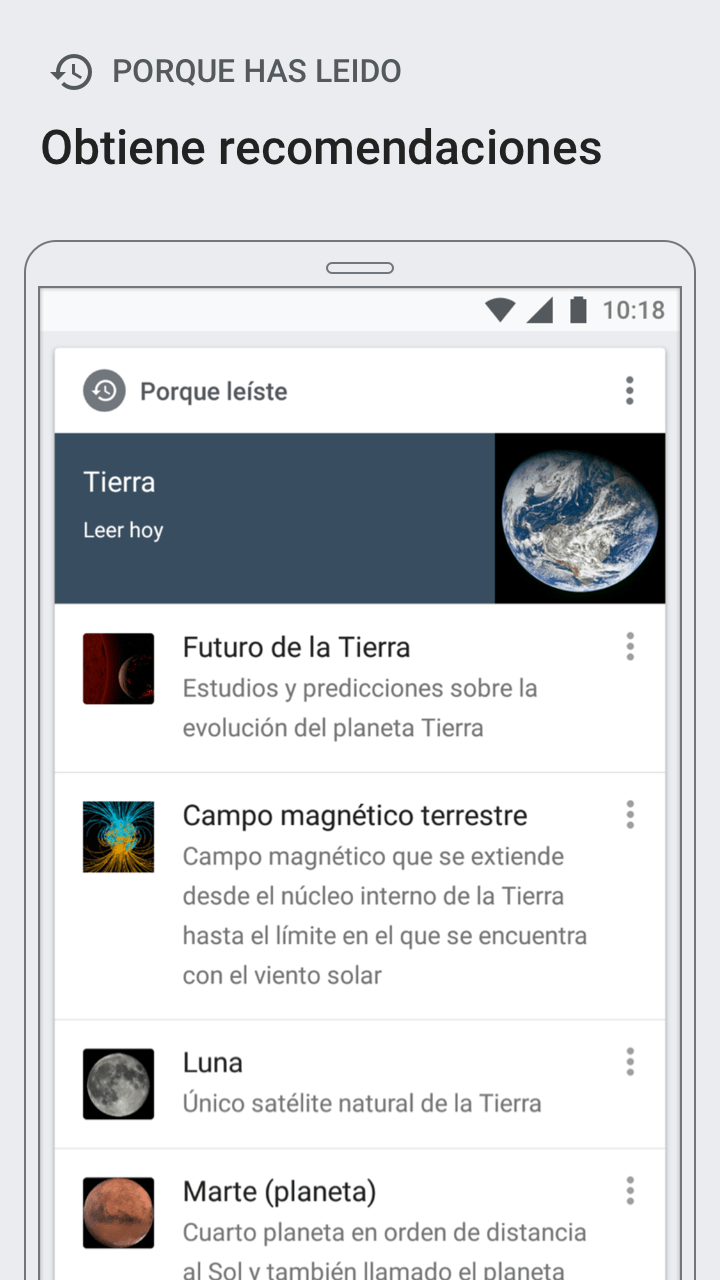 PORQUE HAS LEIDO
Obtiene recomendaciones
10:18
Porque leíste
Tierra
Leer hoy
Futuro de la Tierra
Estudios y predicciones sobre la
evolución del planeta Tierra
Campo magnético terrestre
Campo magnético que se extiende
desde el núcleo interno de la Tierra
hasta el límite en el que se encuentra
con el viento solar
Luna
Único satélite natural de la Tierra
Marte (planeta)
Cuarto planeta en orden de distancia
al Sol y también llamado el planeta